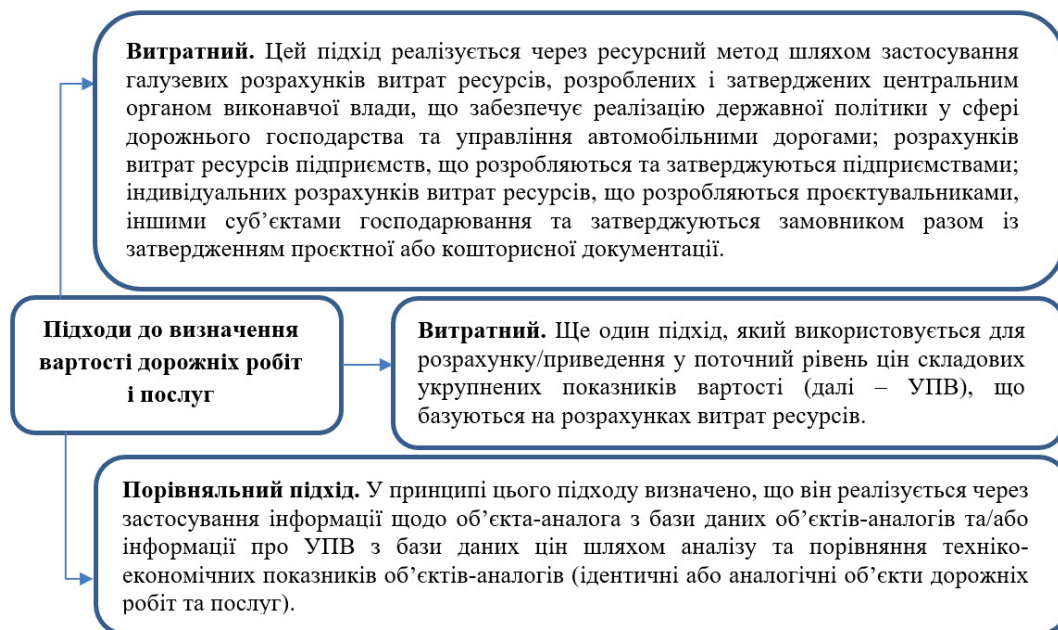 Витратний. Цей підхід реалізується через ресурсний метод шляхом застосування
галузевих розрахунків витрат ресурсів, розроблених і затверджених центральним
органом виконавчої влади, що забезпечує реалізацію державної політики у сфері
дорожнього господарства та управління автомобільними дорогами; розрахунків
витрат ресурсів підприємств, що розробляються та затверджуються підприємствами;
індивідуальних розрахунків витрат ресурсів, що розробляються проєктувальниками,
іншими суб’єктами господарювання та затверджуються замовником разом із
затвердженням проєктної або кошторисної документації.
Підходи до визначення
вартості дорожніх робіт
і послуг
Витратний. Ще один підхід, який використовується для
розрахунку/приведення у поточний рівень цін складових
укрупнених показників вартості (далі – УПВ), що
базуються на розрахунках витрат ресурсів.
Порівняльний підхід. У принципі цього підходу визначено, що він реалізується через
застосування інформації щодо об’єкта-аналога з бази даних об’єктів-аналогів та/або
інформації про УПВ з бази даних цін шляхом аналізу та порівняння техніко-
економічних показників об’єктів-аналогів (ідентичні або аналогічні об’єкти дорожніх
робіт та послуг).